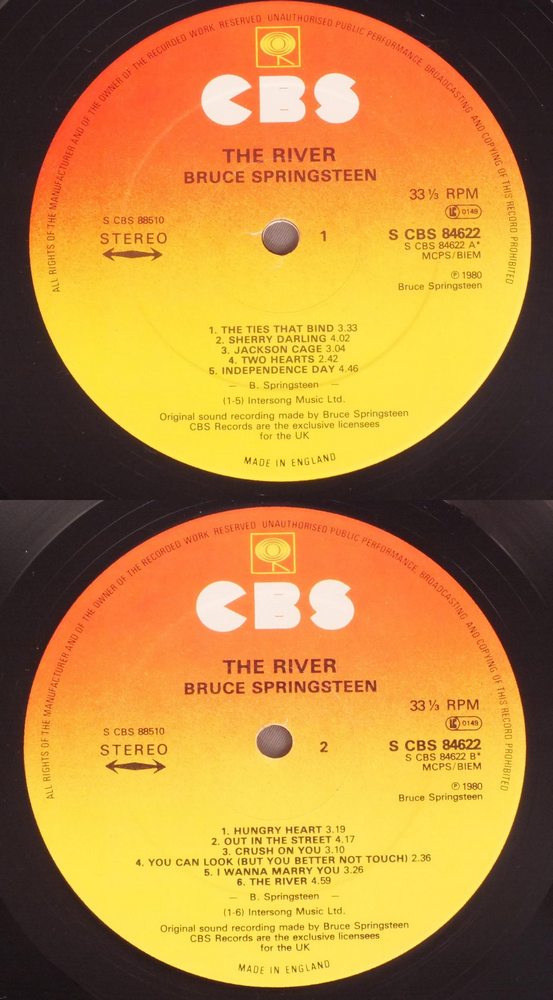 ALL RIGHTS OF THE MANUFACTURER AND OF THE OWNER OF THE RECORDED WORK RESERVED UNAUTHORISED PUBLIC PERFORMANCE BROADCASTING AND COPYING OF THIS RECORD PROHIBITED
CBS
THE RIVER
BRUCE SPRINGSTEEN
33 ⅓ RPM
LC 0149
S CBS 88510
STEREO
1
S CBS 84622
S CBS 84622 A*
MCPS/BIEM
℗ 1980
Bruce Springsteen
1. THE TIES THAT BIND 3.33
2. SHERRY DARLING 4.02
3. JACKSON CAGE 3.04
4. TWO HEARTS 2.42
5. INDEPENDENCE DAY 4.46
— B. Springsteen —
(1-5) Intersong Music Ltd.
Original sound recording made by Bruce Springsteen
CBS Records are the exclusive licensees
for the UK
MADE IN ENGLAND
ALL RIGHTS OF THE MANUFACTURER AND OF THE OWNER OF THE RECORDED WORK RESERVED UNAUTHORISED PUBLIC PERFORMANCE BROADCASTING AND COPYING OF THIS RECORD PROHIBITED
CBS
THE RIVER
BRUCE SPRINGSTEEN
33 ⅓ RPM
LC 0149
S CBS 88510
STEREO
2
S CBS 84622
S CBS 84622 B*
MCPS/BIEM
℗ 1980
Bruce Springsteen
1. HUNGRY HEART 3.19
2. OUT IN THE STREET 4.17
3. CRUSH ON YOU 3.10
4. YOU CAN LOOK (BUT YOU BETTER NOT TOUCH) 2.36
5. I WANNA MARRY YOU 3.26
6. THE RIVER 4.59
— B. Springsteen —
(1-6) Intersong Music Ltd.
Original sound recording made by Bruce Springsteen
CBS Records are the exclusive licensees
for the UK
MADE IN ENGLAND